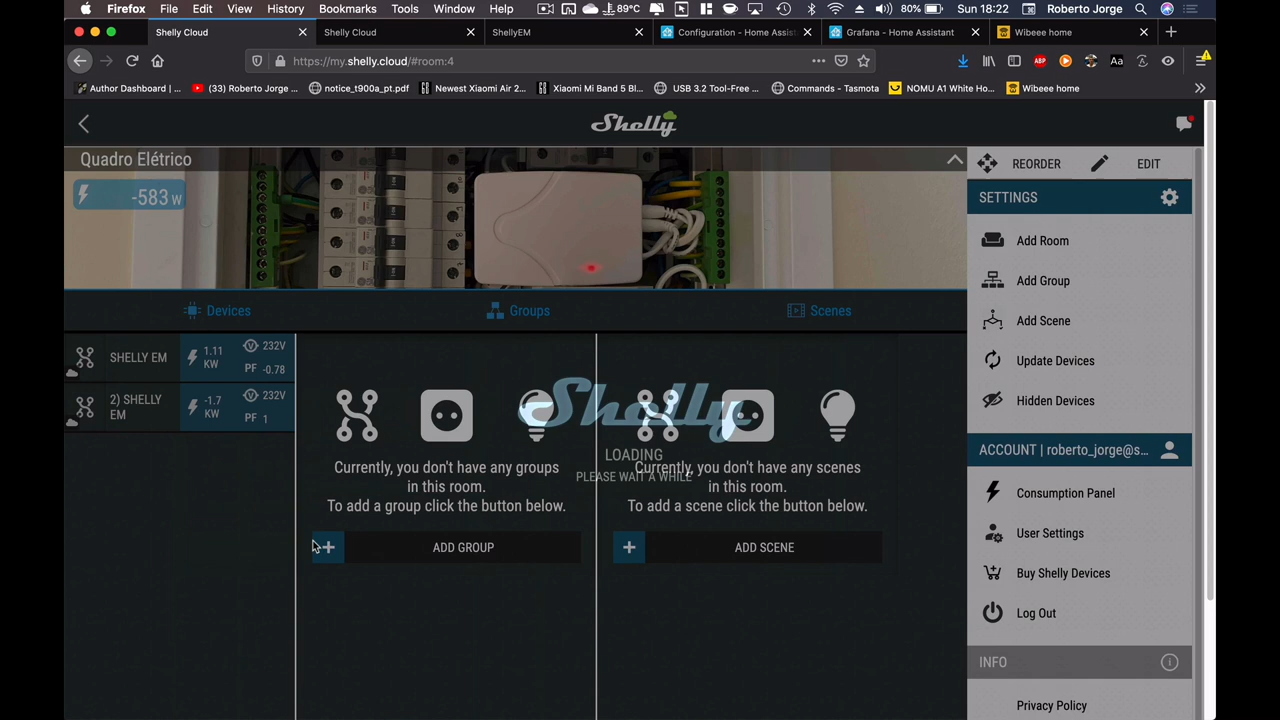 Firefox File Edit View History Bookmarks Tools Window Help 89°C 80% Sun 18:22 Roberto Jorge
Shelly Cloud
Shelly Cloud
ShellyEM
Configuration - Home Assist
Grafana - Home Assistant
Wibeee home
https://my.shelly.cloud/#room:4
ABP
Aa
Author Dashboard | ...
(33) Roberto Jorge ...
notice_t900a_pt.pdf
Newest Xiaomi Air 2...
Xiaomi Mi Band 5 Bl...
USB 3.2 Tool-Free ...
Commands - Tasmota
NOMU A1 White Ho...
Wibeee home
Shelly
Quadro Elétrico
-583 W
Devices
Groups
Scenes
SHELLY EM
1.11 KW
232V
PF -0.78
2) SHELLY EM
-1.7 KW
232V
PF 1
Shelly
LOADING
PLEASE WAIT A WHILE
Currently, you don't have any groups
in this room.
To add a group click the button below.
+ ADD GROUP
Currently, you don't have any scenes
in this room.
To add a scene click the button below.
+ ADD SCENE
REORDER
EDIT
SETTINGS
Add Room
Add Group
Add Scene
Update Devices
Hidden Devices
ACCOUNT | roberto_jorge@s...
Consumption Panel
User Settings
Buy Shelly Devices
Log Out
INFO
Privacy Policy